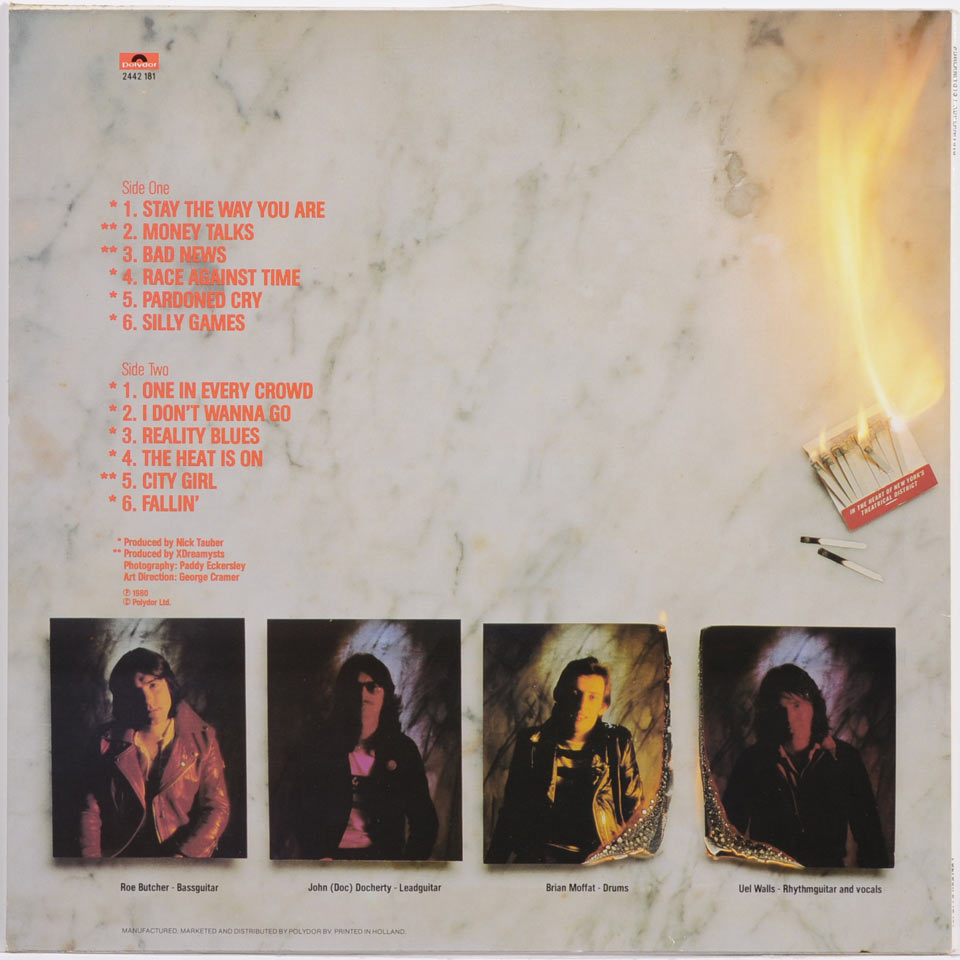 Polydor
2442 181
Side One
* 1. STAY THE WAY YOU ARE
** 2. MONEY TALKS
** 3. BAD NEWS
* 4. RACE AGAINST TIME
* 5. PARDONED CRY
* 6. SILLY GAMES
Side Two
* 1. ONE IN EVERY CROWD
* 2. I DON'T WANNA GO
* 3. REALITY BLUES
* 4. THE HEAT IS ON
** 5. CITY GIRL
* 6. FALLIN'
* Produced by Nick Tauber
** Produced by XDreamysts
Photography: Paddy Eckersley
Art Direction: George Cramer
℗ 1980
© Polydor Ltd.
IN THE HEART OF NEW YORK'S
THEATRICAL DISTRICT
Roe Butcher - Bassguitar
John (Doc) Docherty - Leadguitar
Brian Moffat - Drums
Uel Walls - Rhythmguitar and vocals
MANUFACTURED, MARKETED AND DISTRIBUTED BY POLYDOR BV. PRINTED IN HOLLAND.